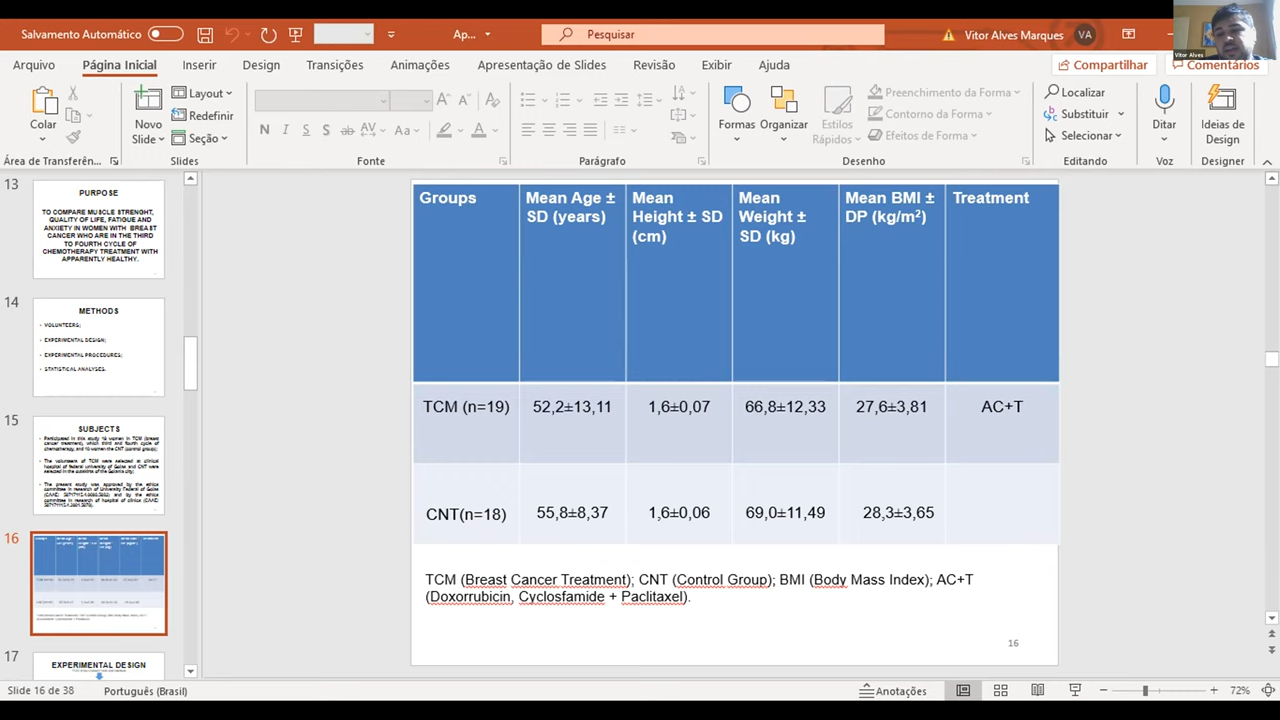 Salvamento Automático
Ap...
Pesquisar
Vitor Alves Marques
VA
Vitor Alves
Arquivo
Página Inicial
Inserir
Design
Transições
Animações
presentação de Slides
Revisão
Exibir
Ajuda
Compartilhar
Comentários
Colar
Novo
Slide
Layout
Redefinir
Seção
Formas
Organizar
Estilos
Rápidos
Preenchimento da Forma
Contorno da Forma
Efeitos de Forma
Localizar
Substituir
Selecionar
Ditar
Ideias de
Design
Área de Transferên...
Slides
Fonte
Parágrafo
Desenho
Editando
Voz
Designer
13
PURPOSE
TO COMPARE MUSCLE STRENGHT,
QUALITY OF LIFE, FATIGUE AND
ANXIETY IN WOMEN WITH BREAST
CANCER WHO ARE IN THE THIRD
TO FOURTH CYCLE OF
CHEMOTHERAPY TREATMENT WITH
APPARENTLY HEALTHY.
14
METHODS
• VOLUNTEERS;
• EXPERIMENTAL DESIGN;
• EXPERIMENTAL PROCEDURES;
• STATISTICAL ANALYSES.
15
SUBJECTS
16
17
EXPERIMENTAL DESIGN
Groups
Mean Age ±
SD (years)
Mean
Height ± SD
(cm)
Mean
Weight ±
SD (kg)
Mean BMI ±
DP (kg/m²)
Treatment
TCM (n=19) 52,2±13,11 1,6±0,07 66,8±12,33 27,6±3,81 AC+T
CNT(n=18) 55,8±8,37 1,6±0,06 69,0±11,49 28,3±3,65
TCM (Breast Cancer Treatment); CNT (Control Group); BMI (Body Mass Index); AC+T
(Doxorrubicin, Cyclosfamide + Paclitaxel).
16
Slide 16 de 38
Português (Brasil)
Anotações
72%